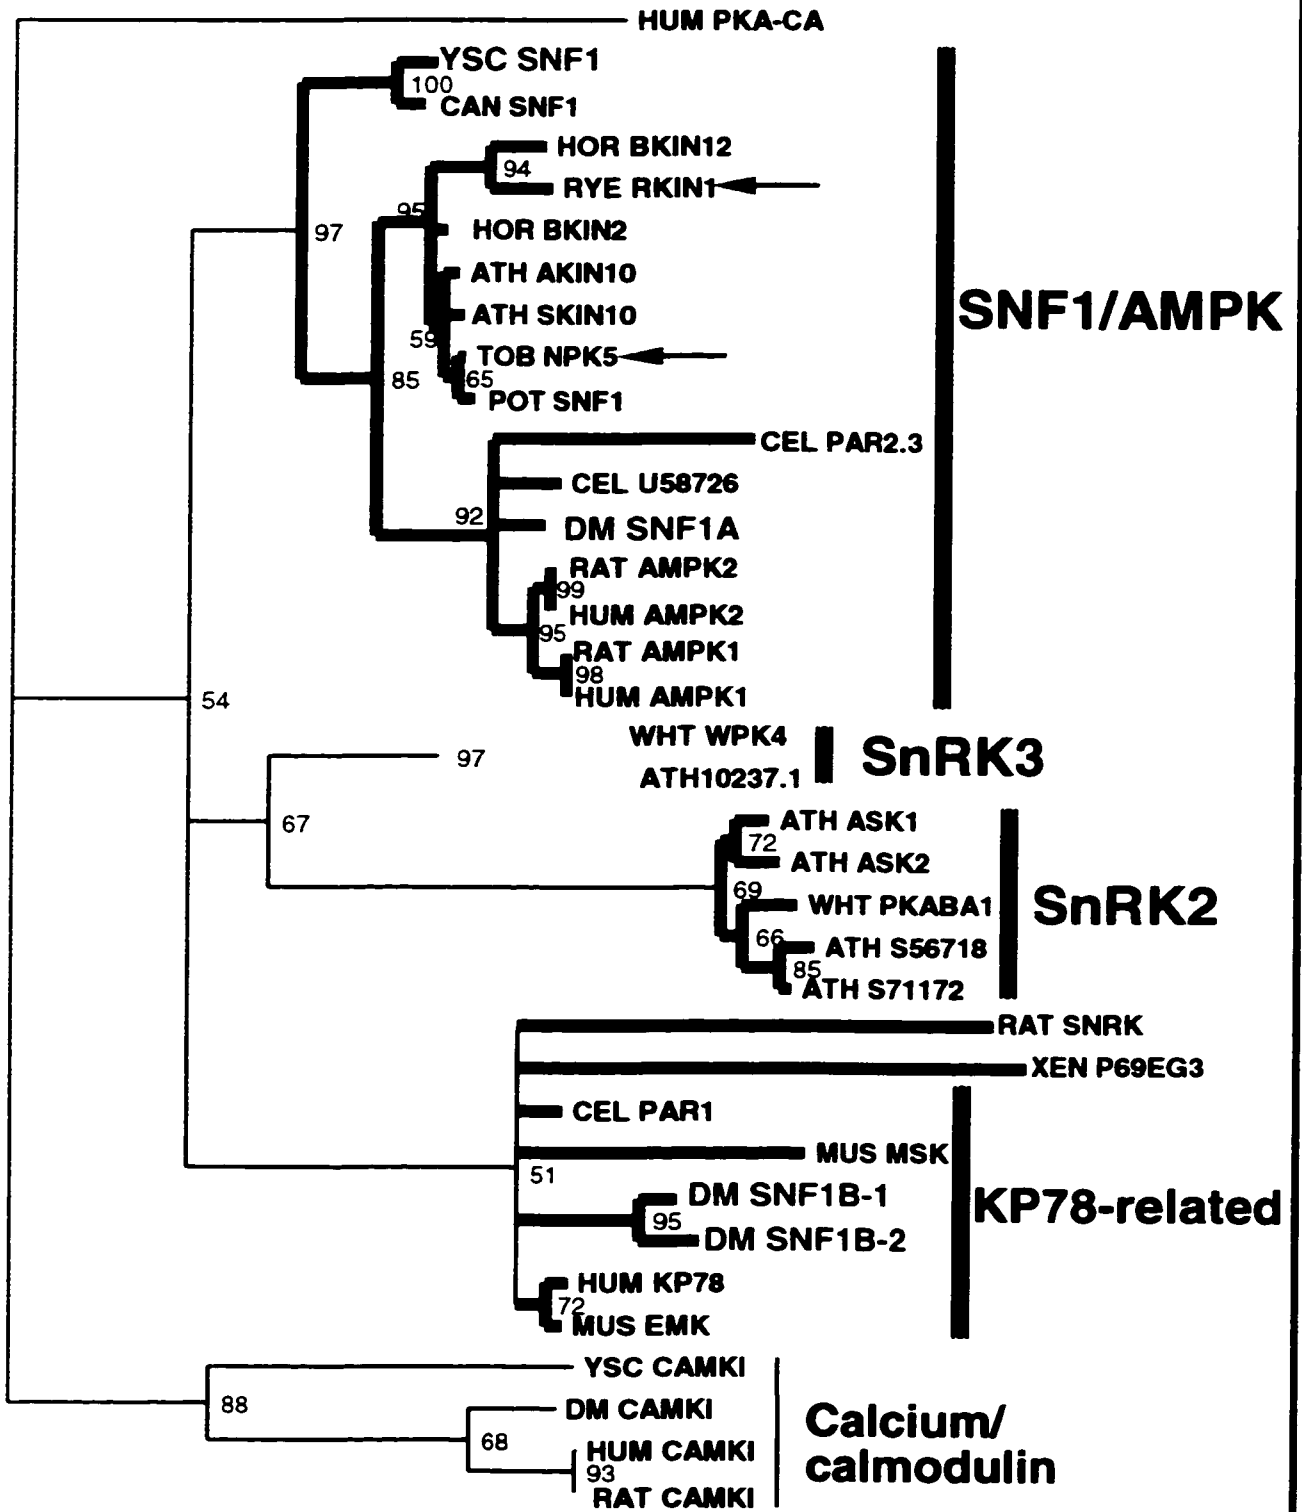 HUM PKA-CA
YSC SNF1
100
CAN SNF1
HOR BKIN12
94
RYE RKIN1
95
HOR BKIN2
97
ATH AKIN10
SNF1/AMPK
ATH SKIN10
59
TOB NPK5
85
65
POT SNF1
CEL PAR2.3
CEL U58726
92
DM SNF1A
RAT AMPK2
99
HUM AMPK2
95
RAT AMPK1
98
HUM AMPK1
54
WHT WPK4
97
SnRK3
ATH10237.1
67
ATH ASK1
72
ATH ASK2
69
WHT PKABA1
SnRK2
66
ATH S56718
85
ATH S71172
RAT SNRK
XEN P69EG3
CEL PAR1
MUS MSK
51
DM SNF1B-1
KP78-related
95
DM SNF1B-2
HUM KP78
72
MUS EMK
YSC CAMKI
88
DM CAMKI
Calcium/
68
HUM CAMKI
calmodulin
93
RAT CAMKI